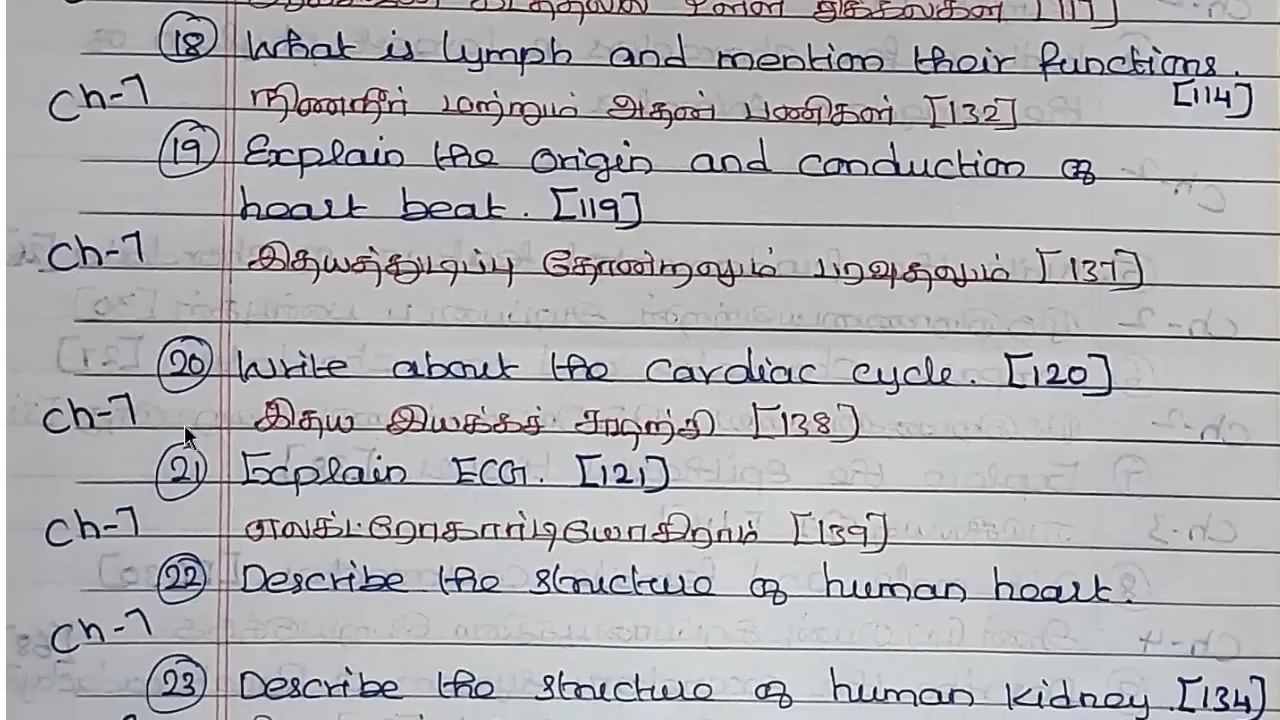 [117]
18 What is lymph and mention their functions.
[114]
Ch-7 நிணநீர் மற்றும் அதன் பணிகள் [132]
19 Explain the origin and conduction of
heart beat. [119]
Ch-7 இதயத்துடிப்பு தோன்றலும் பரவுதலும் [137]
20 Write about the cardiac cycle. [120]
Ch-7 இதய இயக்கச் சுழற்சி [138]
21 Explain ECG. [121]
Ch-7 எலக்ட்ரோகார்டியோகிராம் [139]
22 Describe the structure of human heart.
Ch-7
23 Describe the structure of human kidney [134]